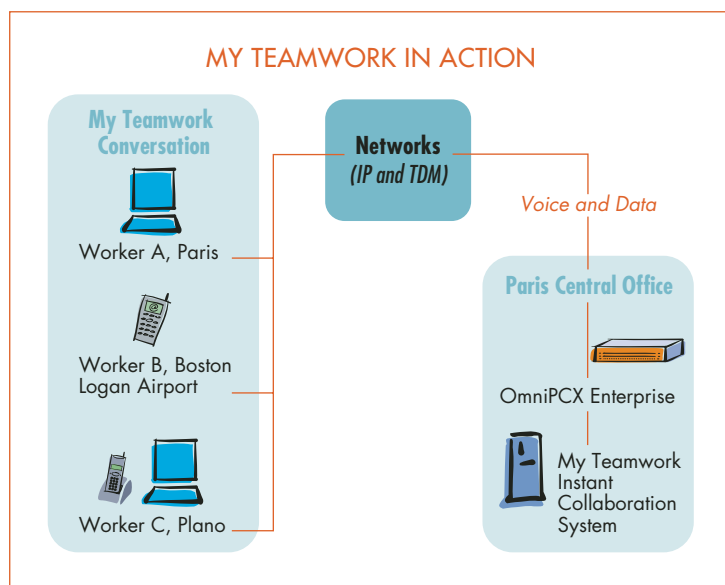 MY TEAMWORK IN ACTION
My Teamwork
Conversation
Worker A, Paris
Worker B, Boston
Logan Airport
Worker C, Plano
Networks
(IP and TDM)
Voice and Data
Paris Central Office
OmniPCX Enterprise
My Teamwork
Instant
Collaboration
System